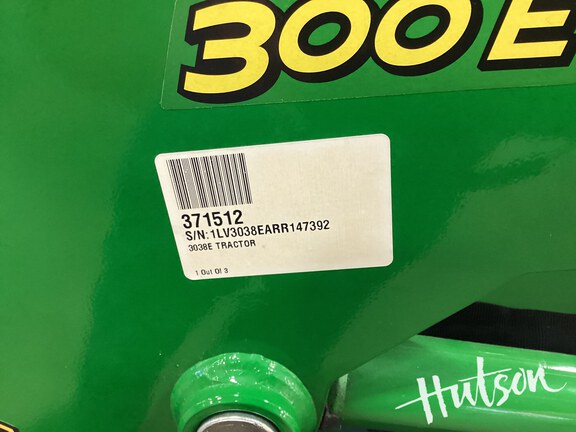 300E
371512
S/N:1LV3038EARR147392
3038E TRACTOR
1 Out Of 3
Hutson